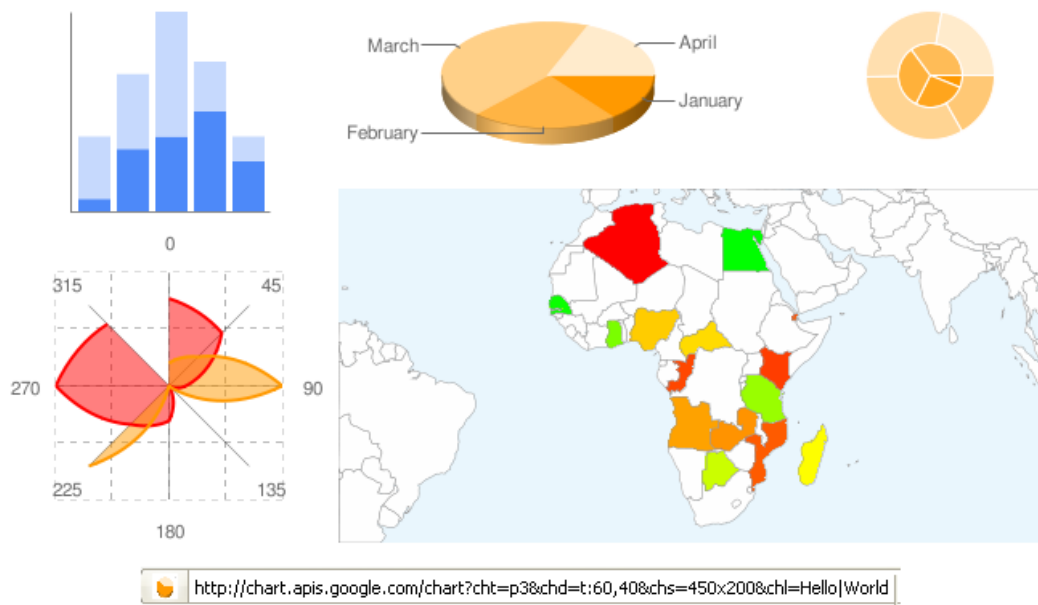 March
April
January
February
0
315
45
270
90
225
135
180
http://chart.apis.google.com/chart?cht=p3&chd=t:60,40&chs=450x200&chl=Hello|World